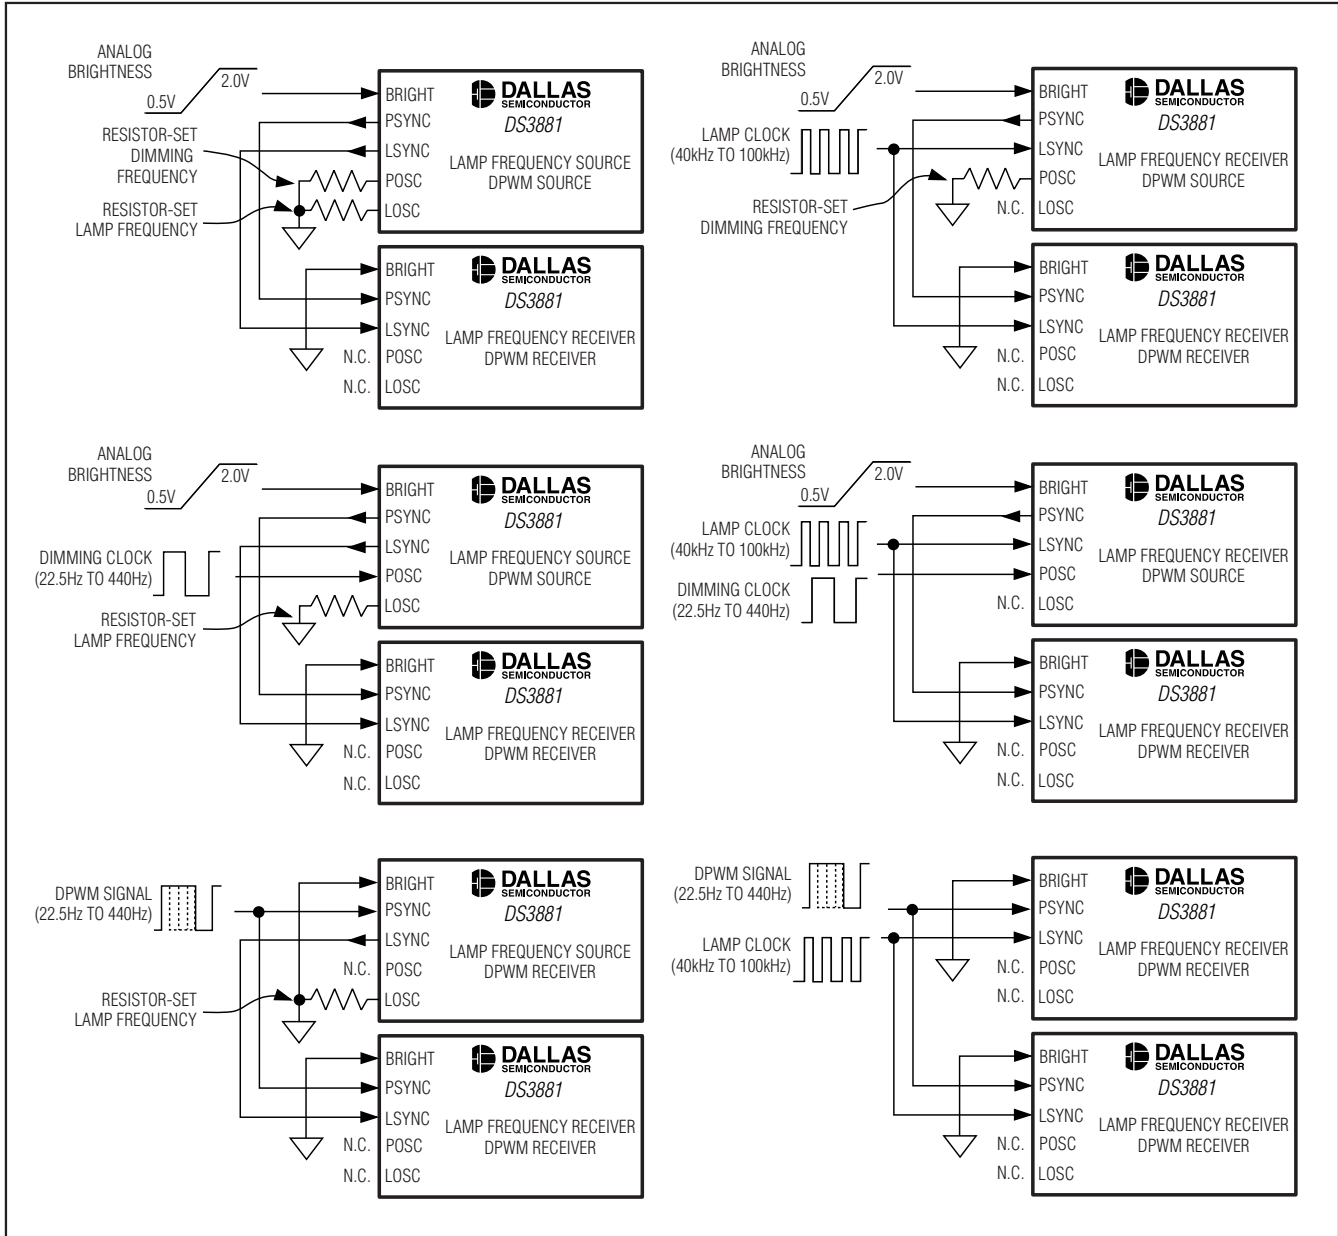 ANALOG
BRIGHTNESS
0.5V
2.0V
RESISTOR-SET
DIMMING
FREQUENCY
RESISTOR-SET
LAMP FREQUENCY
BRIGHT
PSYNC
LSYNC
POSC
LOSC
DALLAS
SEMICONDUCTOR
DS3881
LAMP FREQUENCY SOURCE
DPWM SOURCE
BRIGHT
PSYNC
LSYNC
N.C. POSC
N.C. LOSC
DALLAS
SEMICONDUCTOR
DS3881
LAMP FREQUENCY RECEIVER
DPWM RECEIVER
ANALOG
BRIGHTNESS
0.5V
2.0V
LAMP CLOCK
(40kHz TO 100kHz)
RESISTOR-SET
DIMMING FREQUENCY
BRIGHT
PSYNC
LSYNC
POSC
N.C. LOSC
DALLAS
SEMICONDUCTOR
DS3881
LAMP FREQUENCY RECEIVER
DPWM SOURCE
BRIGHT
PSYNC
LSYNC
N.C. POSC
N.C. LOSC
DALLAS
SEMICONDUCTOR
DS3881
LAMP FREQUENCY RECEIVER
DPWM RECEIVER
ANALOG
BRIGHTNESS
0.5V
2.0V
DIMMING CLOCK
(22.5Hz TO 440Hz)
RESISTOR-SET
LAMP FREQUENCY
BRIGHT
PSYNC
LSYNC
POSC
LOSC
DALLAS
SEMICONDUCTOR
DS3881
LAMP FREQUENCY SOURCE
DPWM SOURCE
BRIGHT
PSYNC
LSYNC
N.C. POSC
N.C. LOSC
DALLAS
SEMICONDUCTOR
DS3881
LAMP FREQUENCY RECEIVER
DPWM RECEIVER
ANALOG
BRIGHTNESS
0.5V
2.0V
LAMP CLOCK
(40kHz TO 100kHz)
DIMMING CLOCK
(22.5Hz TO 440Hz)
BRIGHT
PSYNC
LSYNC
POSC
N.C. LOSC
DALLAS
SEMICONDUCTOR
DS3881
LAMP FREQUENCY RECEIVER
DPWM SOURCE
BRIGHT
PSYNC
LSYNC
N.C. POSC
N.C. LOSC
DALLAS
SEMICONDUCTOR
DS3881
LAMP FREQUENCY RECEIVER
DPWM RECEIVER
DPWM SIGNAL
(22.5Hz TO 440Hz)
RESISTOR-SET
LAMP FREQUENCY
BRIGHT
PSYNC
LSYNC
N.C. POSC
LOSC
DALLAS
SEMICONDUCTOR
DS3881
LAMP FREQUENCY SOURCE
DPWM RECEIVER
BRIGHT
PSYNC
LSYNC
N.C. POSC
N.C. LOSC
DALLAS
SEMICONDUCTOR
DS3881
LAMP FREQUENCY RECEIVER
DPWM RECEIVER
DPWM SIGNAL
(22.5Hz TO 440Hz)
LAMP CLOCK
(40kHz TO 100kHz)
BRIGHT
PSYNC
LSYNC
N.C. POSC
N.C. LOSC
DALLAS
SEMICONDUCTOR
DS3881
LAMP FREQUENCY RECEIVER
DPWM RECEIVER
BRIGHT
PSYNC
LSYNC
N.C. POSC
N.C. LOSC
DALLAS
SEMICONDUCTOR
DS3881
LAMP FREQUENCY RECEIVER
DPWM RECEIVER